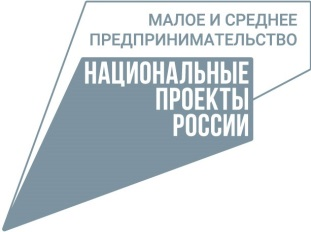 МАЛОЕ И СРЕДНЕЕ
ПРЕДПРИНИМАТЕЛЬСТВО
НАЦИОНАЛЬНЫЕ
ПРОЕКТЫ
РОССИИ